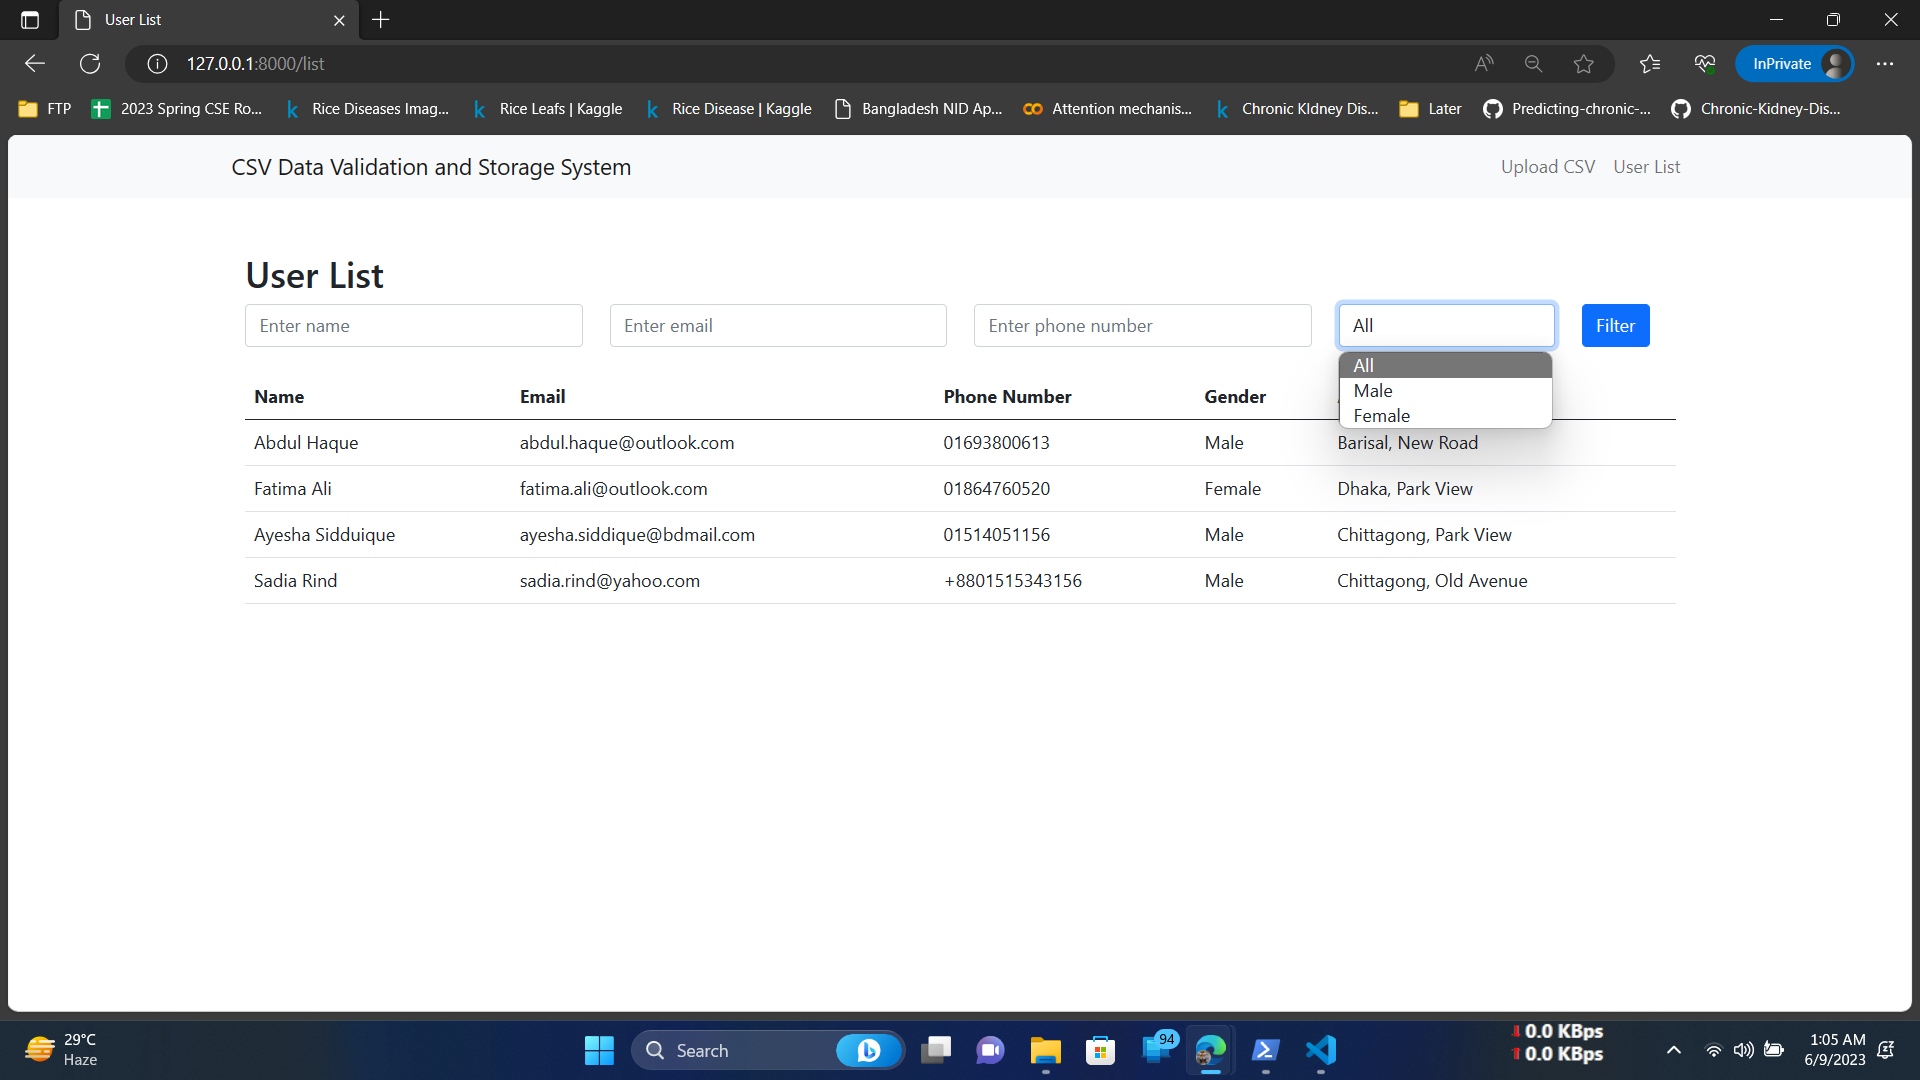 User List
127.0.0.1:8000/list
InPrivate
FTP
2023 Spring CSE Ro...
Rice Diseases Imag...
Rice Leafs | Kaggle
Rice Disease | Kaggle
Bangladesh NID Ap...
Attention mechanis...
Chronic KIdney Dis...
Later
Predicting-chronic-...
Chronic-Kidney-Dis...
CSV Data Validation and Storage System
Upload CSV
User List
User List
Enter name
Enter email
Enter phone number
All
Filter
All
Male
Female
Name Email Phone Number Gender
Abdul Haque abdul.haque@outlook.com 01693800613 Male Barisal, New Road
Fatima Ali fatima.ali@outlook.com 01864760520 Female Dhaka, Park View
Ayesha Sidduique ayesha.siddique@bdmail.com 01514051156 Male Chittagong, Park View
Sadia Rind sadia.rind@yahoo.com +8801515343156 Male Chittagong, Old Avenue
29°C
Haze
Search
94
0.0 KBps
0.0 KBps
1:05 AM
6/9/2023